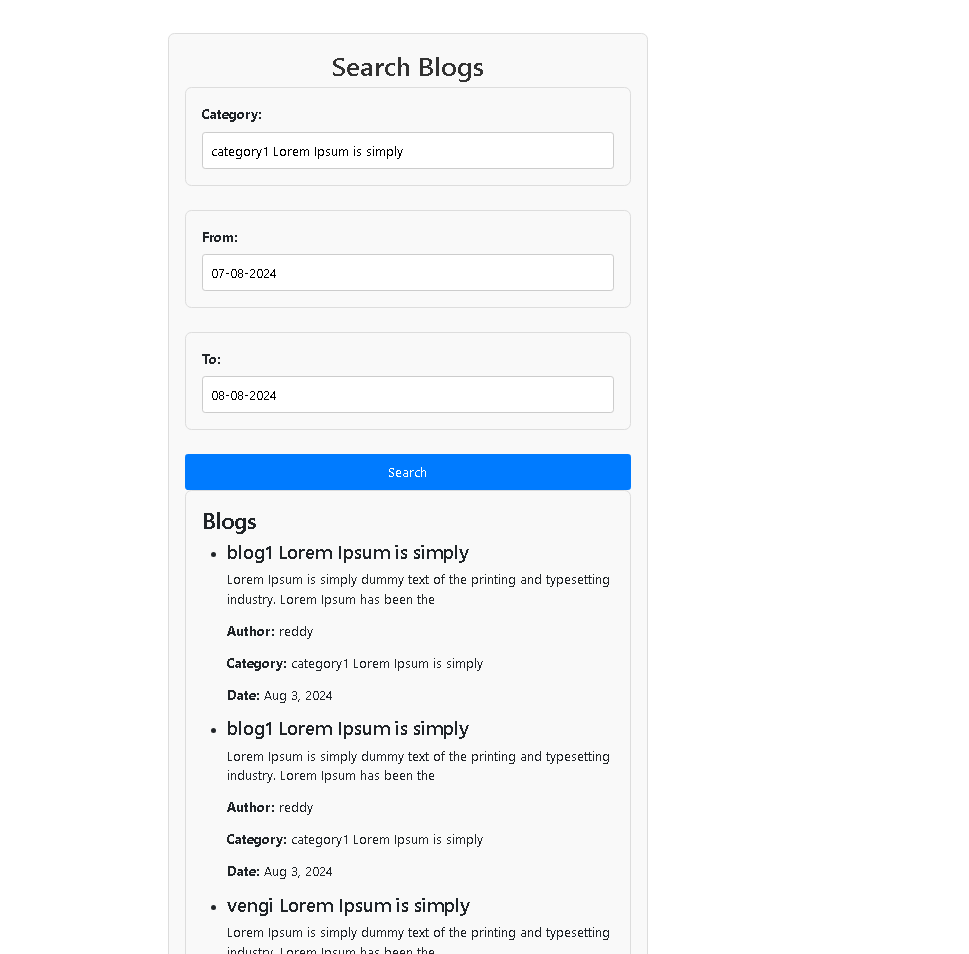 Search Blogs
Category:
category1 Lorem Ipsum is simply
From:
07-08-2024
To:
08-08-2024
Search
Blogs
blog1 Lorem Ipsum is simply
Lorem Ipsum is simply dummy text of the printing and typesetting
industry. Lorem Ipsum has been the
Author: reddy
Category: category1 Lorem Ipsum is simply
Date: Aug 3, 2024
blog1 Lorem Ipsum is simply
Lorem Ipsum is simply dummy text of the printing and typesetting
industry. Lorem Ipsum has been the
Author: reddy
Category: category1 Lorem Ipsum is simply
Date: Aug 3, 2024
vengi Lorem Ipsum is simply
Lorem Ipsum is simply dummy text of the printing and typesetting
industry. Lorem Ipsum has been the